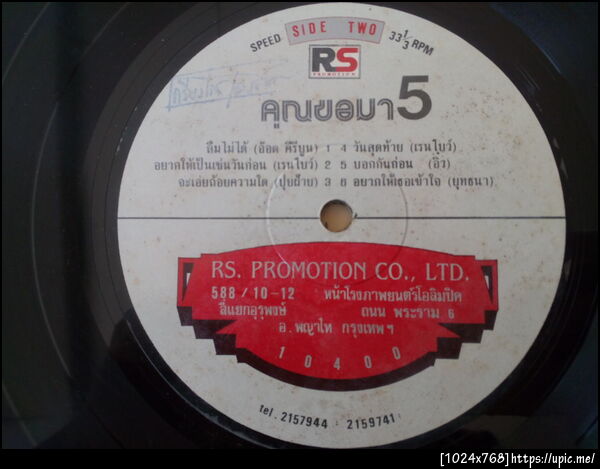 SPEED SIDE TWO 33 1/3 RPM
RS
PROMOTION
คุณขอมา 5
ลืมไม่ได้ (อ๊อด คีรีบูน) 1 4 วันสุดท้าย (เรนโบว์)
อยากให้เป็นเช่นวันก่อน (เรนโบว์) 2 5 บอกกันก่อน (อิ๋ว)
จะเอ่ยถ้อยความใด (ปุยฝ้าย) 3 6 อยากให้เธอเข้าใจ (ยุทธนา)
RS. PROMOTION CO., LTD.
588 / 10-12 หน้าโรงภาพยนตร์โอลิมปิค
สี่แยกอุรุพงษ์ ถนน พระราม 6
อ.พญาไท กรุงเทพฯ
10400
tel. 2157944 : 2159741
[1024x768]https://upic.me/